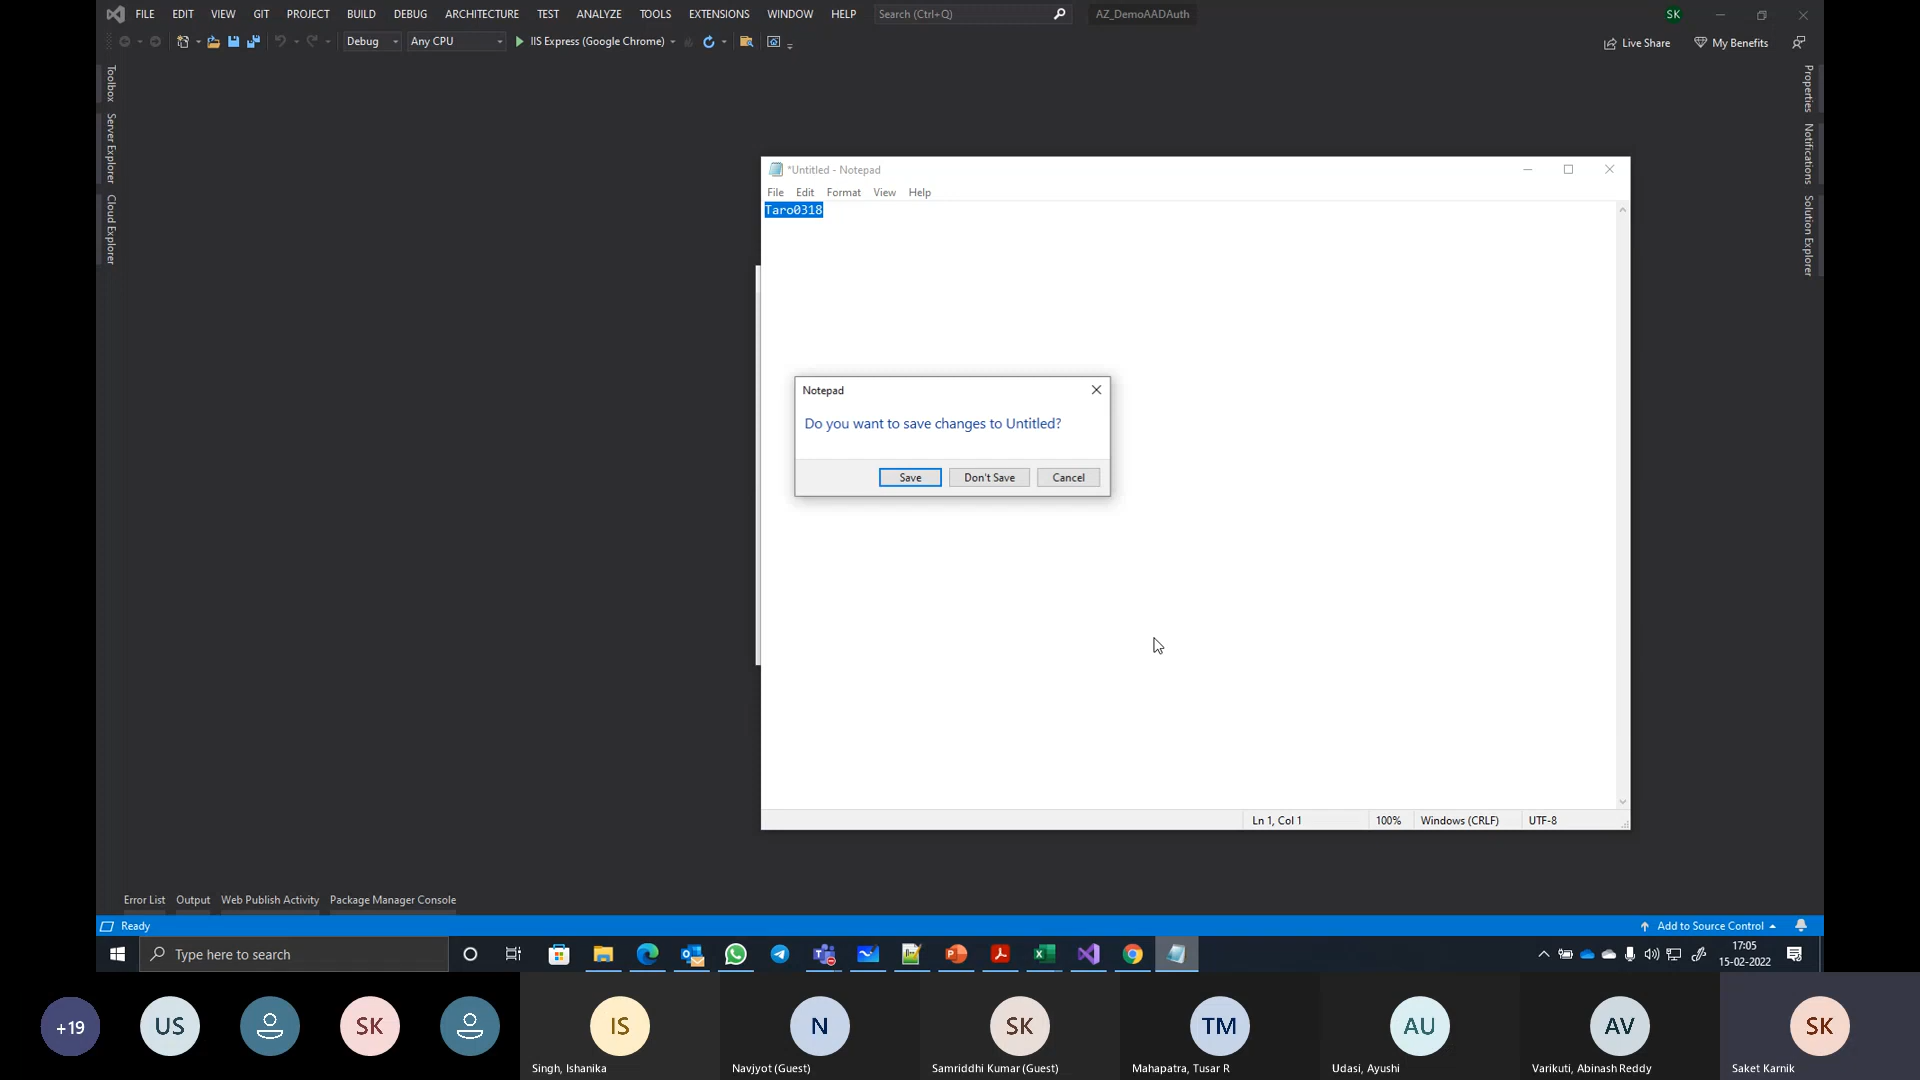 FILE EDIT VIEW GIT PROJECT BUILD DEBUG ARCHITECTURE TEST ANALYZE TOOLS EXTENSIONS WINDOW HELP Search (Ctrl+Q) AZ_DemoAADAuth SK
Debug Any CPU IIS Express (Google Chrome) Live Share My Benefits
Toolbox
Server Explorer
Cloud Explorer
Properties
Notifications
Solution Explorer
*Untitled - Notepad
File Edit Format View Help
Taro0318
Notepad
Do you want to save changes to Untitled?
Save Don't Save Cancel
Ln 1, Col 1 100% Windows (CRLF) UTF-8
Error List Output Web Publish Activity Package Manager Console
Ready Add to Source Control
Type here to search
17:05
15-02-2022
+19 US SK IS N SK TM AU AV SK
Singh, Ishanika Navjyot (Guest) Samriddhi Kumar (Guest) Mahapatra, Tusar R Udasi, Ayushi Varikuti, Abinash Reddy Saket Karnik